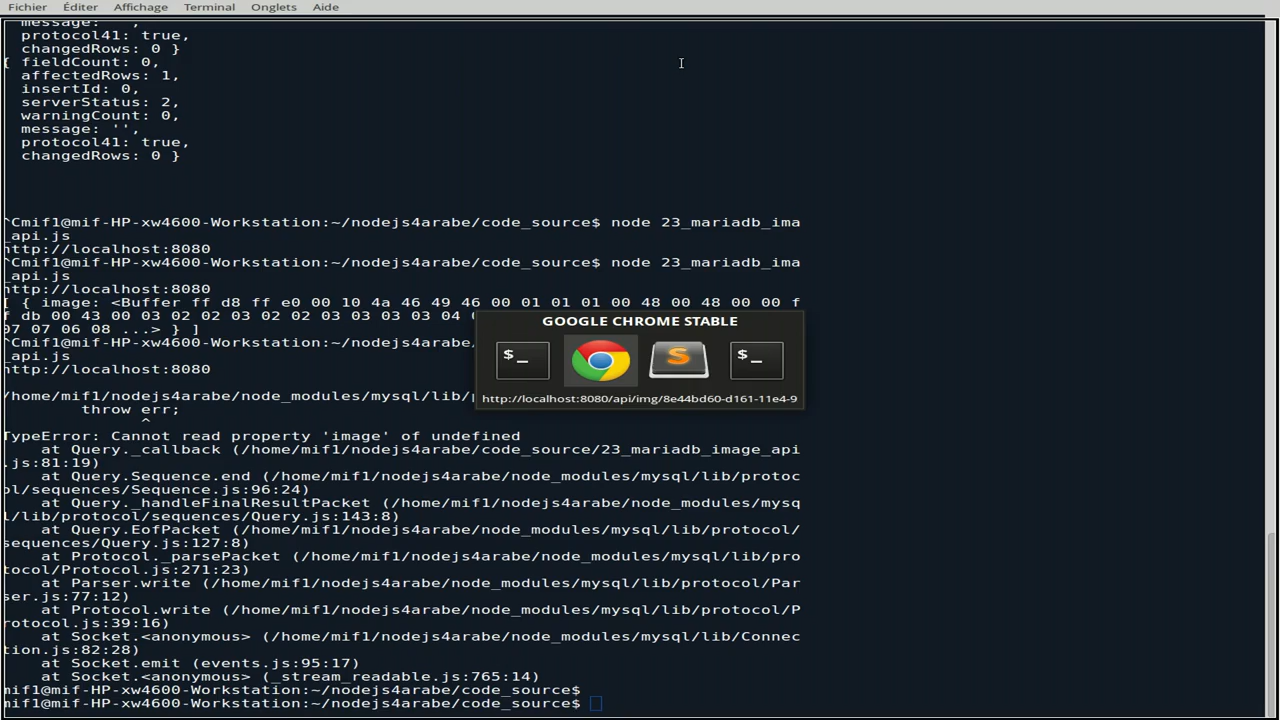 Fichier Éditer Affichage Terminal Onglets Aide
message: '',
protocol41: true,
changedRows: 0 }
{ fieldCount: 0,
affectedRows: 1,
insertId: 0,
serverStatus: 2,
warningCount: 0,
message: '',
protocol41: true,
changedRows: 0 }
^Cmif1@mif-HP-xw4600-Workstation:~/nodejs4arabe/code_source$ node 23_mariadb_ima
_api.js
http://localhost:8080
^Cmif1@mif-HP-xw4600-Workstation:~/nodejs4arabe/code_source$ node 23_mariadb_ima
_api.js
http://localhost:8080
[ { image: <Buffer ff d8 ff e0 00 10 4a 46 49 46 00 01 01 01 00 48 00 48 00 00 f
f db 00 43 00 03 02 02 03 02 02 03 03 03 03 04
07 07 06 08 ...> } ]
^Cmif1@mif-HP-xw4600-Workstation:~/nodejs4arabe/code_source$
_api.js
http://localhost:8080
GOOGLE CHROME STABLE
$_
S
$_
http://localhost:8080/api/img/8e44bd60-d161-11e4-9
/home/mif1/nodejs4arabe/node_modules/mysql/lib/p
throw err;
^
TypeError: Cannot read property 'image' of undefined
at Query._callback (/home/mif1/nodejs4arabe/code_source/23_mariadb_image_api
.js:81:19)
at Query.Sequence.end (/home/mif1/nodejs4arabe/node_modules/mysql/lib/protoc
ol/sequences/Sequence.js:96:24)
at Query._handleFinalResultPacket (/home/mif1/nodejs4arabe/node_modules/mysq
l/lib/protocol/sequences/Query.js:143:8)
at Query.EofPacket (/home/mif1/nodejs4arabe/node_modules/mysql/lib/protocol/
sequences/Query.js:127:8)
at Protocol._parsePacket (/home/mif1/nodejs4arabe/node_modules/mysql/lib/pro
tocol/Protocol.js:271:23)
at Parser.write (/home/mif1/nodejs4arabe/node_modules/mysql/lib/protocol/Par
ser.js:77:12)
at Protocol.write (/home/mif1/nodejs4arabe/node_modules/mysql/lib/protocol/P
rotocol.js:39:16)
at Socket.<anonymous> (/home/mif1/nodejs4arabe/node_modules/mysql/lib/Connec
tion.js:82:28)
at Socket.emit (events.js:95:17)
at Socket.<anonymous> (_stream_readable.js:765:14)
mif1@mif-HP-xw4600-Workstation:~/nodejs4arabe/code_source$
mif1@mif-HP-xw4600-Workstation:~/nodejs4arabe/code_source$